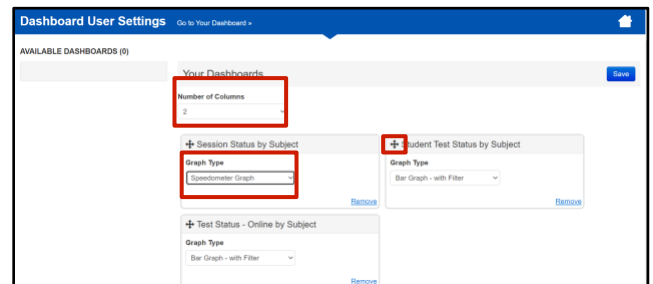 Dashboard User Settings Go to Your Dashboard »
AVAILABLE DASHBOARDS (0)
Your Dashboards
Save
Number of Columns
2
Session Status by Subject
Graph Type
Speedometer Graph
Remove
Student Test Status by Subject
Graph Type
Bar Graph - with Filter
Remove
Test Status - Online by Subject
Graph Type
Bar Graph - with Filter
Remove